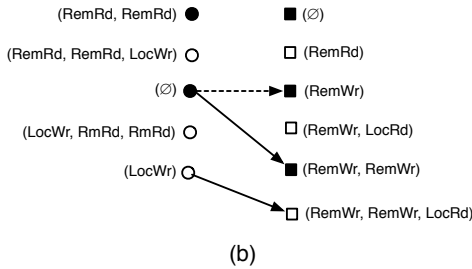 (RemRd, RemRd) (∅)
(RemRd, RemRd, LocWr) (RemRd)
(∅) (RemWr)
(LocWr, RmRd, RmRd) (RemWr, LocRd)
(LocWr) (RemWr, RemWr)
(RemWr, RemWr, LocRd)
(b)